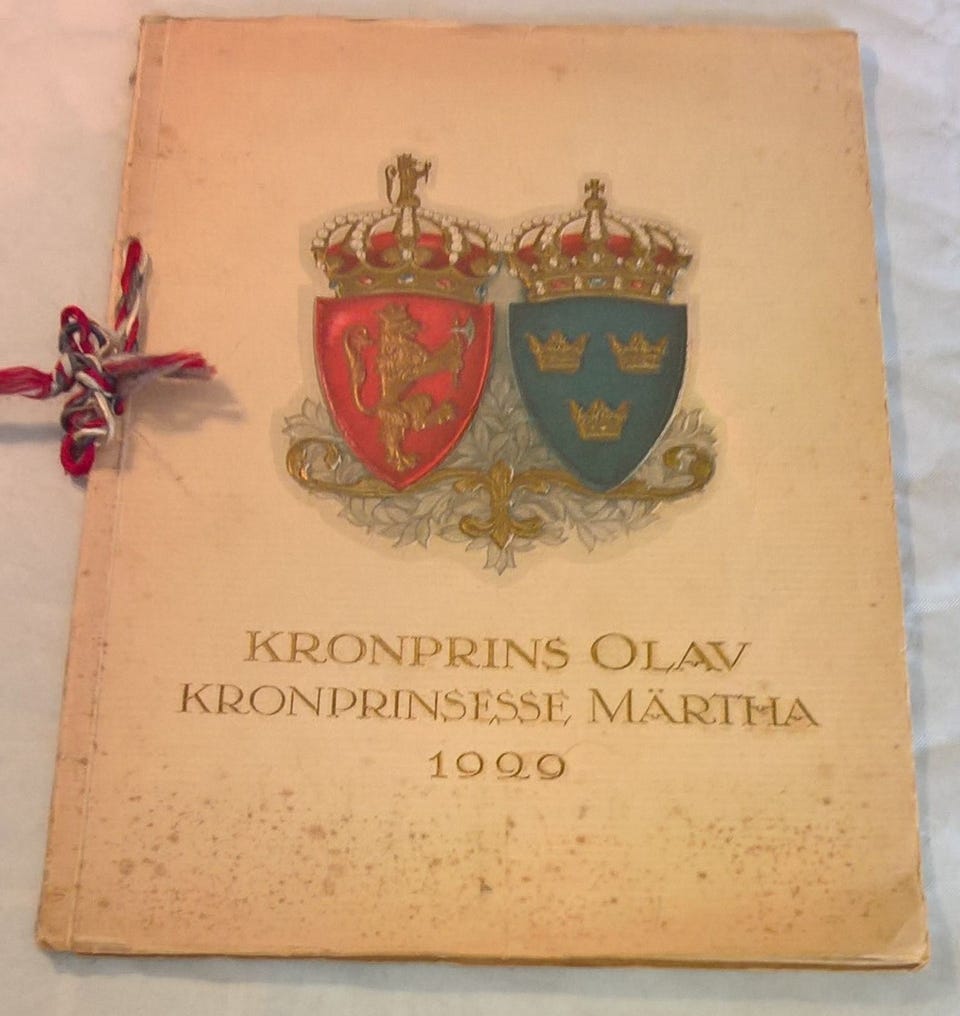 KRONPRINS OLAV
KRONPRINSESSE MÄRTHA
1929